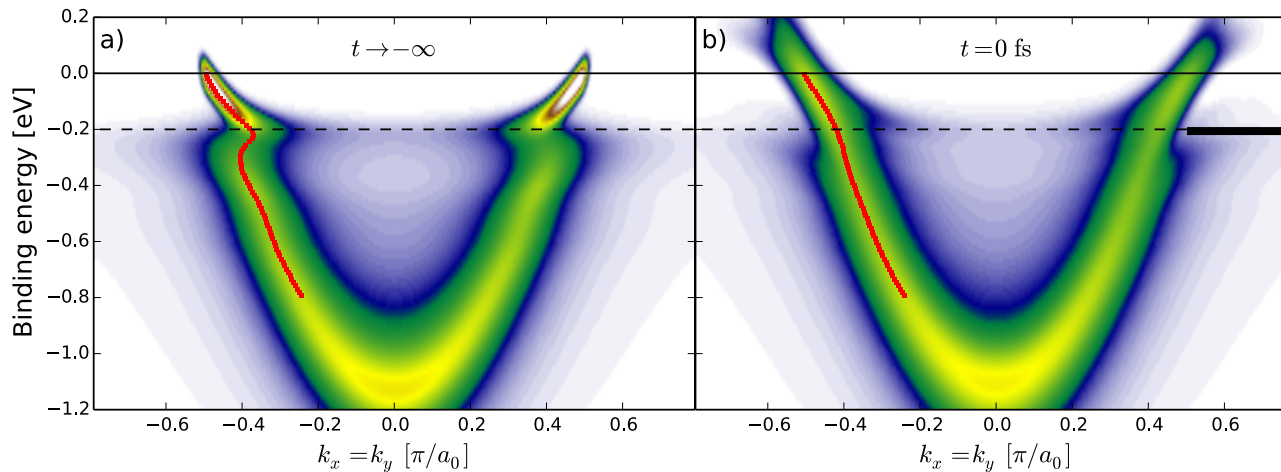 a)
t→−∞
b)
t=0 fs
Binding energy [eV]
0.2
0.0
−0.2
−0.4
−0.6
−0.8
−1.0
−1.2
−0.6 −0.4 −0.2 0.0 0.2 0.4 0.6
−0.6 −0.4 −0.2 0.0 0.2 0.4 0.6
k_x = k_y [π/a_0]
k_x = k_y [π/a_0]